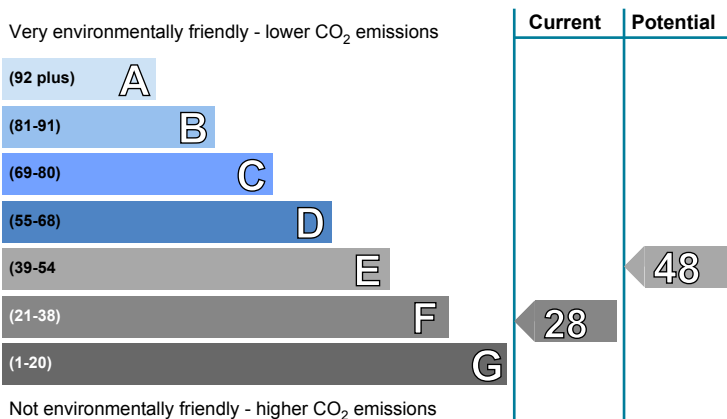 Current Potential
Very environmentally friendly - lower CO2 emissions
(92 plus) A
(81-91) B
(69-80) C
(55-68) D
(39-54 E
48
(21-38) F
28
(1-20) G
Not environmentally friendly - higher CO2 emissions